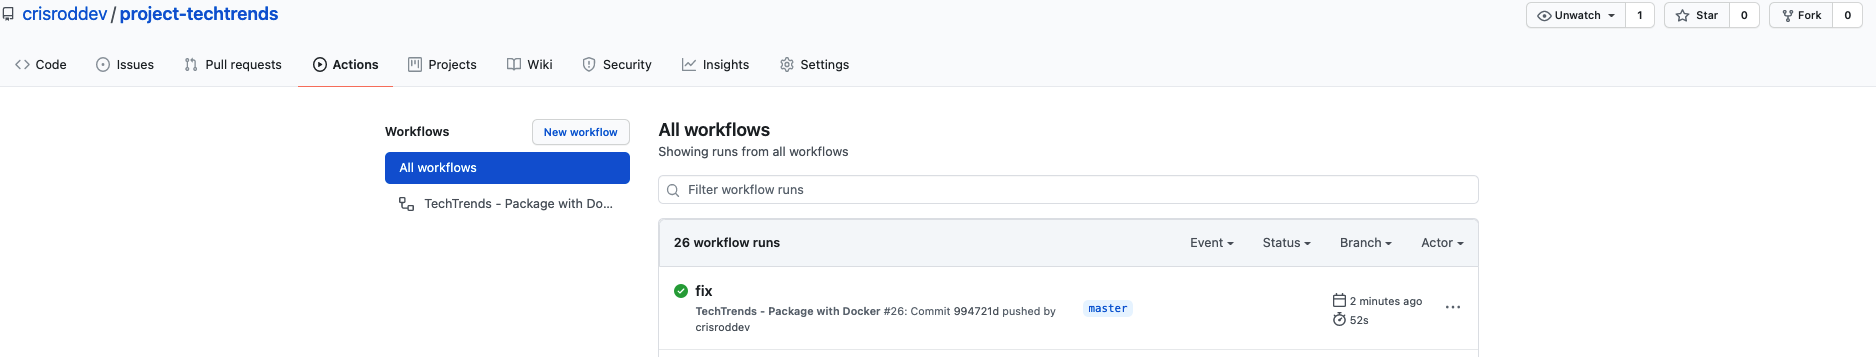 crisroddev / project-techtrends
Unwatch 1 Star 0 Fork 0
Code Issues Pull requests Actions Projects Wiki Security Insights Settings
Workflows New workflow
All workflows
TechTrends - Package with Do...
All workflows
Showing runs from all workflows
Filter workflow runs
26 workflow runs Event Status Branch Actor
fix
TechTrends - Package with Docker #26: Commit 994721d pushed by
crisroddev
master
2 minutes ago
52s